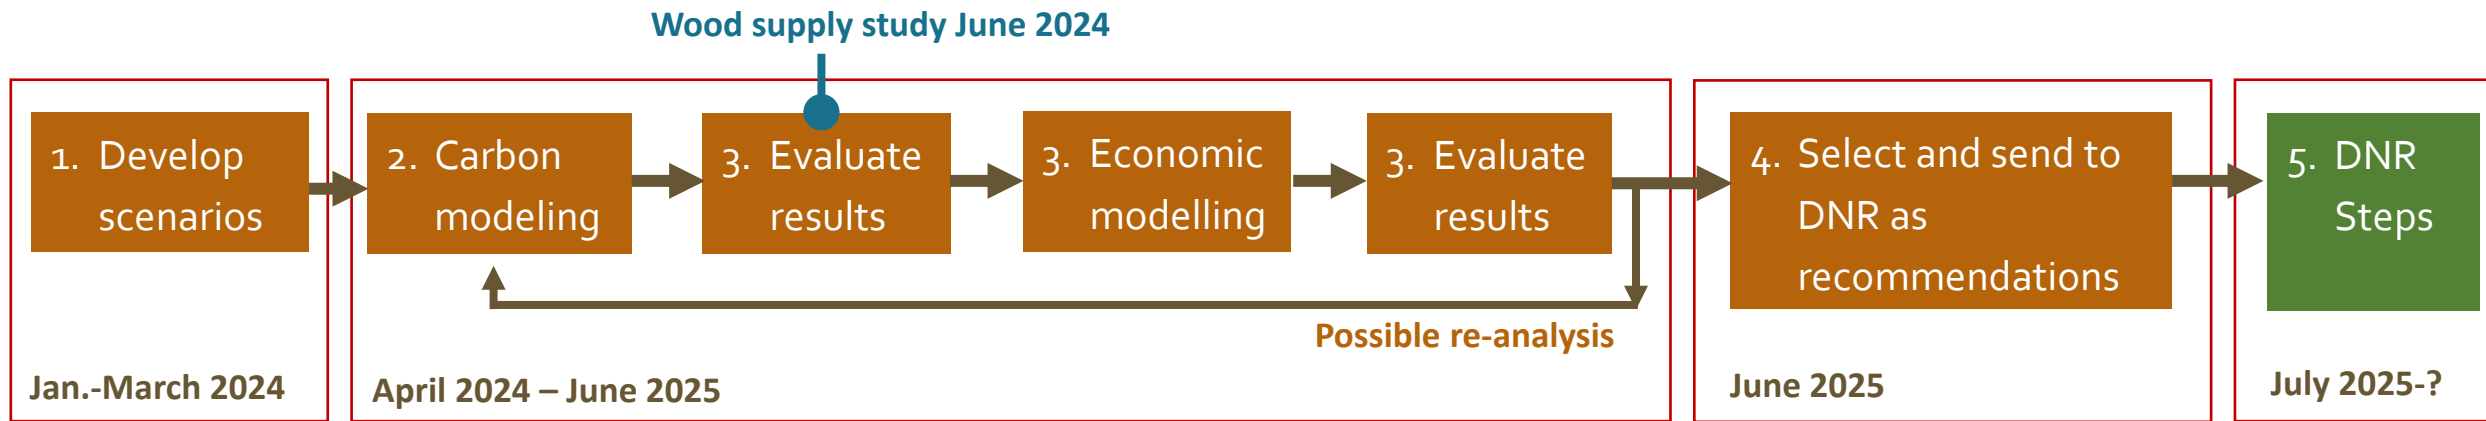 Wood supply study June 2024
1. Develop
scenarios
2. Carbon
modeling
3. Evaluate
results
3. Economic
modelling
3. Evaluate
results
4. Select and send to
DNR as
recommendations
5. DNR
Steps
Possible re-analysis
Jan.-March 2024
April 2024 – June 2025
June 2025
July 2025-?